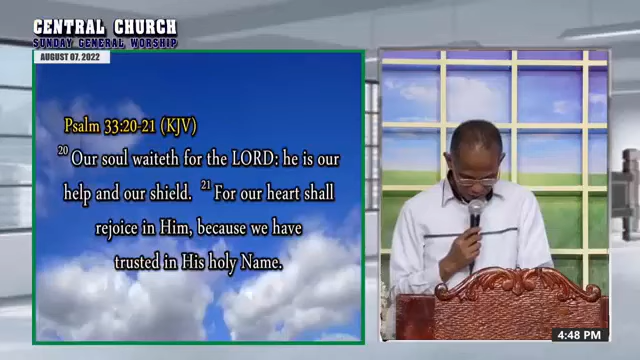 CENTRAL CHURCH
SUNDAY GENERAL WORSHIP
AUGUST 07, 2022
Psalm 33:20-21 (KJV)
20 Our soul waiteth for the LORD: he is our
help and our shield. 21 For our heart shall
rejoice in Him, because we have
trusted in His holy Name.
4:48 PM